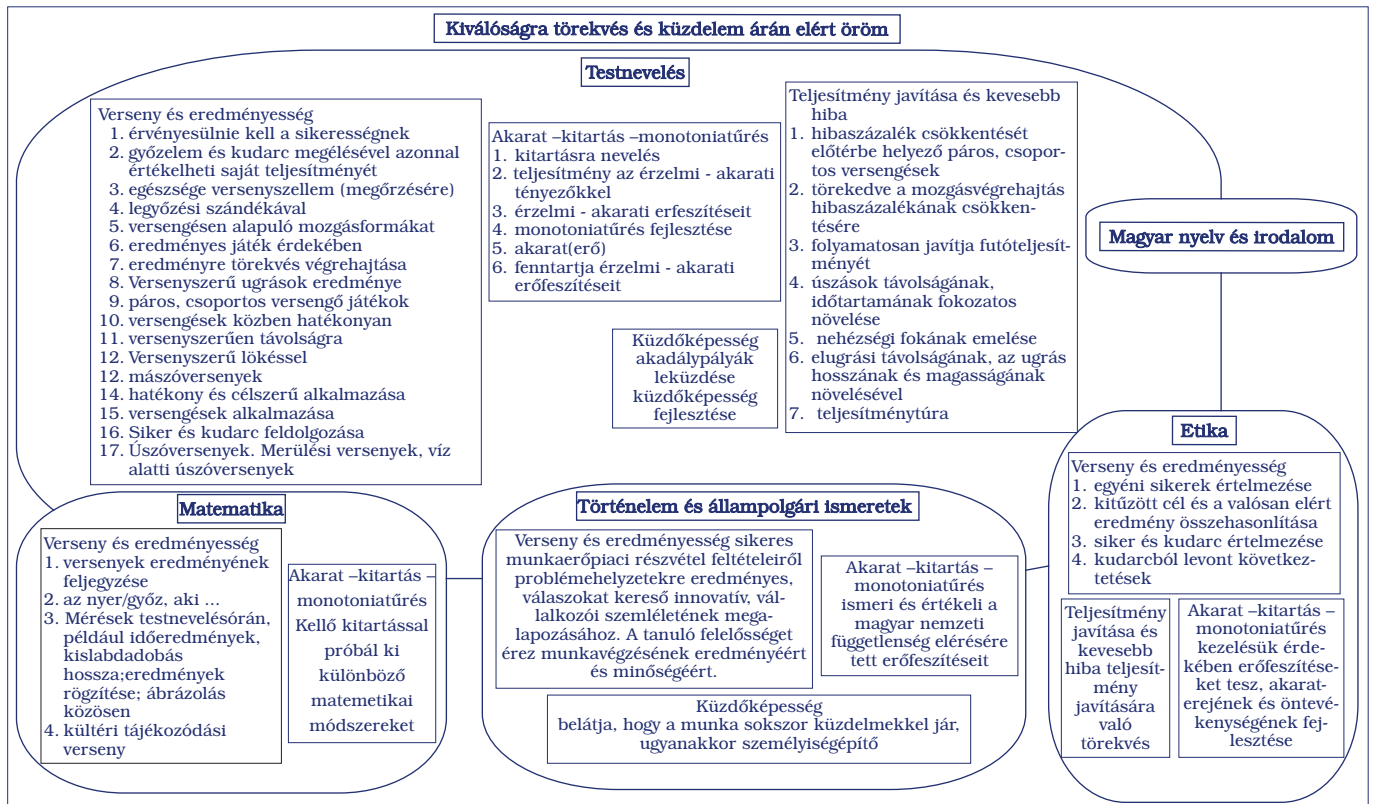 Kiválóságra törekvés és küzdelem árán elért öröm
Testnevelés
Verseny és eredményesség
1. érvényesülnie kell a sikerességnek
2. győzelem és kudarc megélésével azonnal
értékelheti saját teljesítményét
3. egészsége versenyszellem (megőrzésére)
4. legyőzési szándékával
5. versengésen alapuló mozgásformákat
6. eredményes játék érdekében
7. eredményre törekvés végrehajtása
8. Versenyszerű ugrások eredménye
9. páros, csoportos versengő játékok
10. versengések közben hatékonyan
11. versenyszerűen távolságra
12. Versenyszerű lökéssel
12. mászóversenyek
14. hatékony és célszerű alkalmazása
15. versengések alkalmazása
16. Siker és kudarc feldolgozása
17. Úszóversenyek. Merülési versenyek, víz
alatti úszóversenyek
Akarat –kitartás –monotoniatűrés
1. kitartásra nevelés
2. teljesítmény az érzelmi - akarati
tényezőkkel
3. érzelmi - akarati erfeszítéseit
4. monotoniatűrés fejlesztése
5. akarat(erő)
6. fenntartja érzelmi - akarati
erőfeszítéseit
Küzdőképesség
akadálypályák
leküzdése
küzdőképesség
fejlesztése
Teljesítmény javítása és kevesebb
hiba
1. hibaszázalék csökkentését
előtérbe helyező páros, csopor-
tos versengések
2. törekedve a mozgásvégrehajtás
hibaszázalékának csökken-
tésére
3. folyamatosan javítja futóteljesít-
ményét
4. úszások távolságának,
időtartamának fokozatos
növelése
5. nehézségi fokának emelése
6. elugrási távolságának, az ugrás
hosszának és magasságának
növelésével
7. teljesítménytúra
Magyar nyelv és irodalom
Matematika
Verseny és eredményesség
1. versenyek eredményének
feljegyzése
2. az nyer/győz, aki ...
3. Mérések testnevelésórán,
például időeredmények,
kislabdadobás
hossza;eredmények
rögzítése; ábrázolás
közösen
4. kültéri tájékozódási
verseny
Akarat –kitartás –
monotoniatűrés
Kellő kitartással
próbál ki
különböző
matemetikai
módszereket
Történelem és állampolgári ismeretek
Verseny és eredményesség sikeres
munkaerőpiaci részvétel feltételeiről
problémehelyzetekre eredményes,
válaszokat kereső innovatív, vál-
lalkozói szemléletének mega-
lapozásához. A tanuló felelősséget
érez munkavégzésének eredményéért
és minőségéért.
Akarat –kitartás –
monotoniatűrés
ismeri és értékeli a
magyar nemzeti
függetlenség elérésére
tett erőfeszítéseit
Küzdőképesség
belátja, hogy a munka sokszor küzdelmekkel jár,
ugyanakkor személyiségépítő
Etika
Verseny és eredményesség
1. egyéni sikerek értelmezése
2. kitűzött cél és a valósan elért
eredmény összehasonlítása
3. siker és kudarc értelmezése
4. kudarcból levont következ-
tetések
Teljesítmény
javítása és
kevesebb
hiba teljesít-
mény
javítására
való
törekvés
Akarat –kitartás –
monotoniatűrés
kezelésük érde-
kében erőfeszítése-
ket tesz, akarat-
erejének és öntevé-
kenységének fej-
lesztése